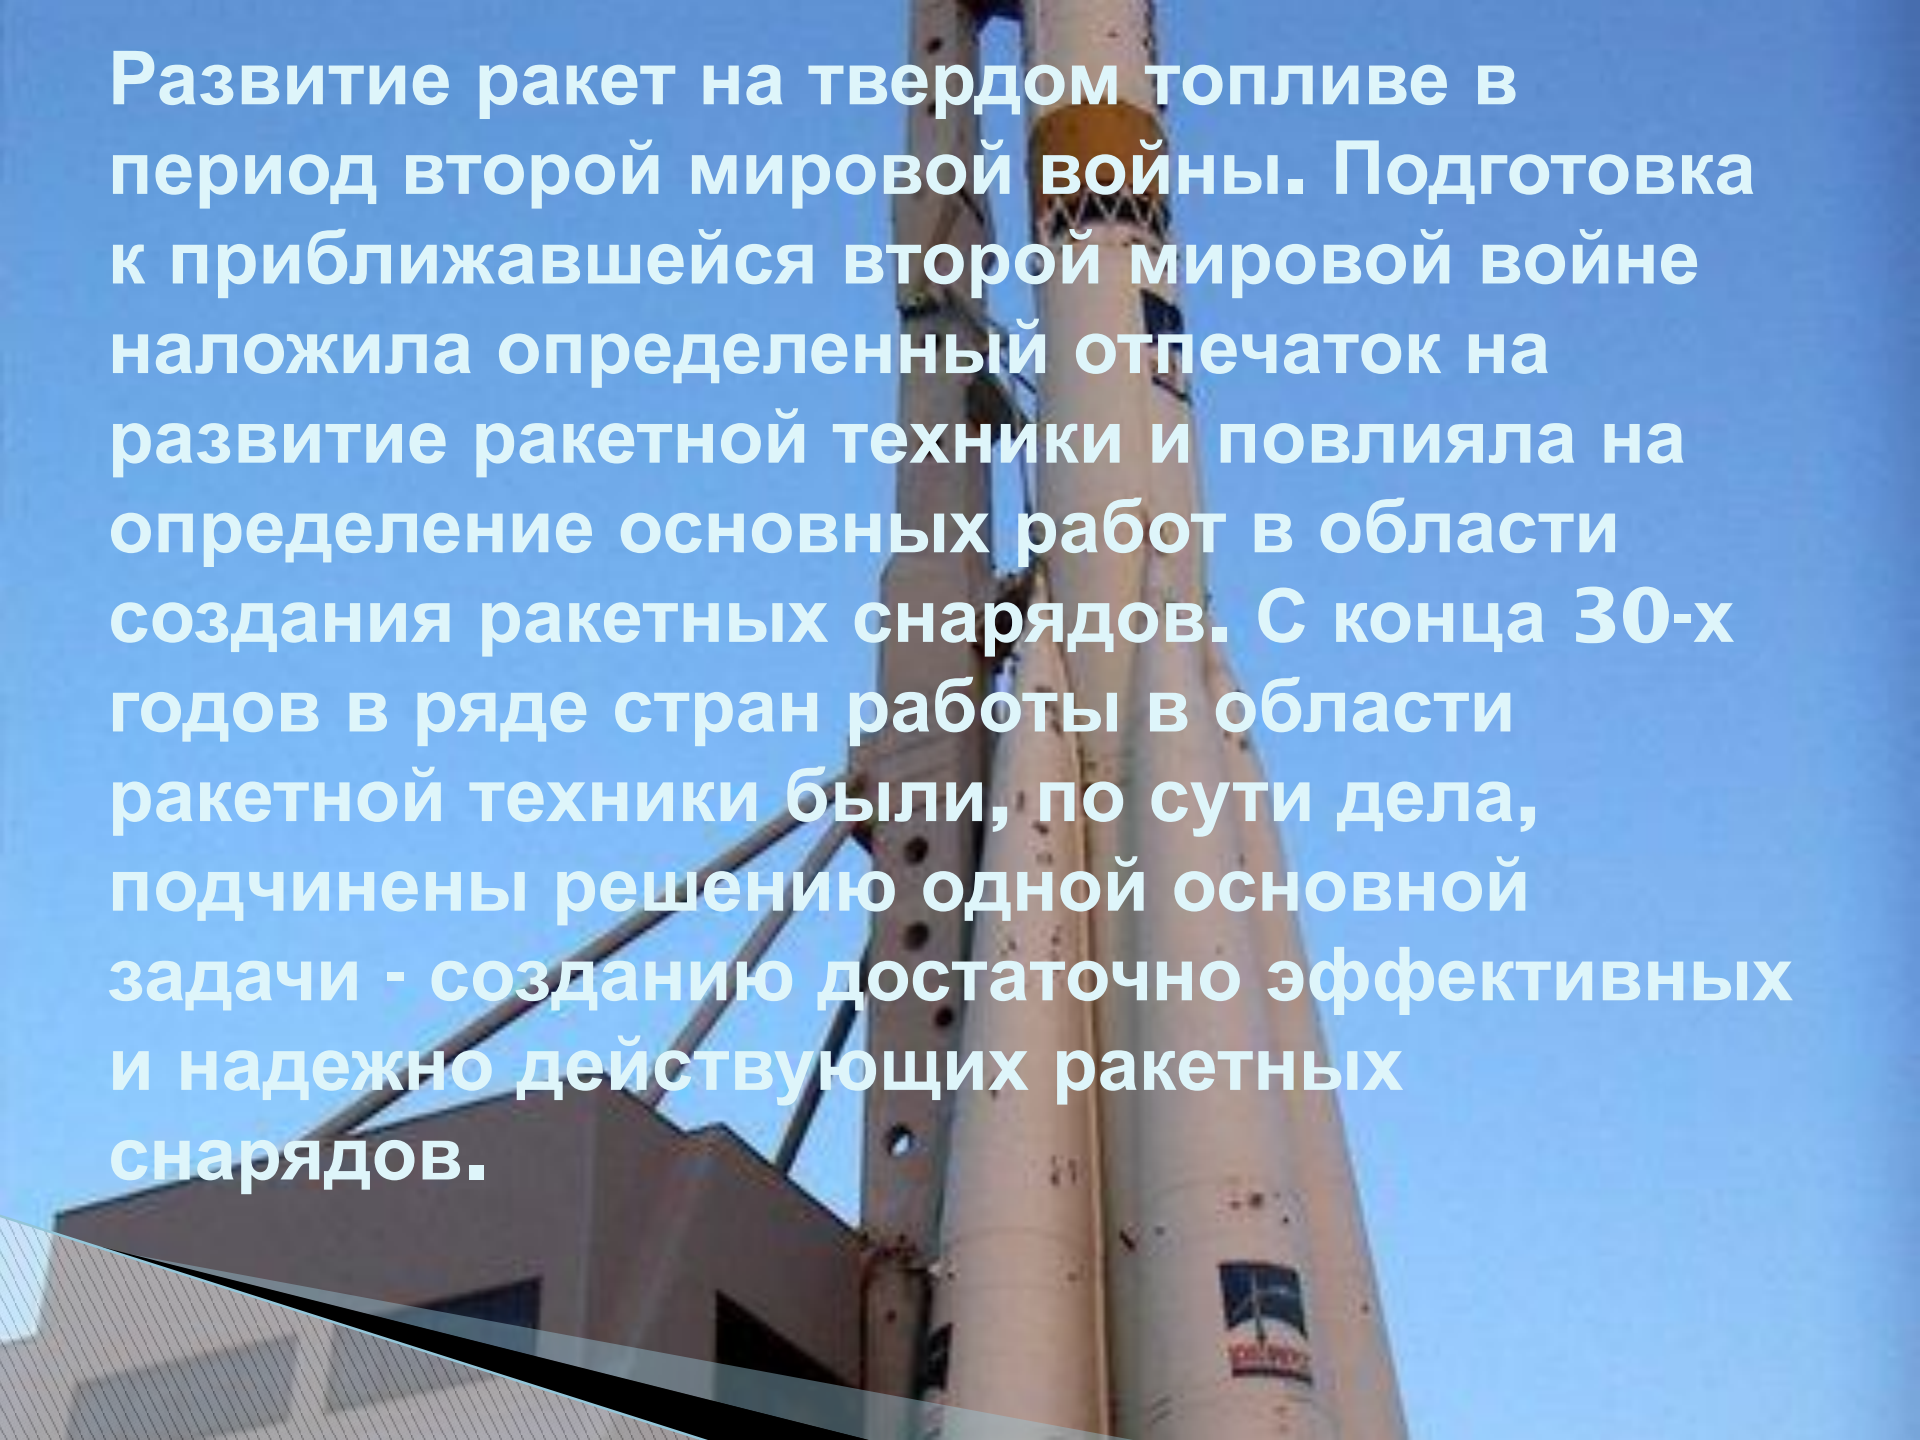 Развитие ракет на твердом топливе в
период второй мировой войны. Подготовка
к приближавшейся второй мировой войне
наложила определенный отпечаток на
развитие ракетной техники и повлияла на
определение основных работ в области
создания ракетных снарядов. С конца 30-х
годов в ряде стран работы в области
ракетной техники были, по сути дела,
подчинены решению одной основной
задачи - созданию достаточно эффективных
и надежно действующих ракетных
снарядов.